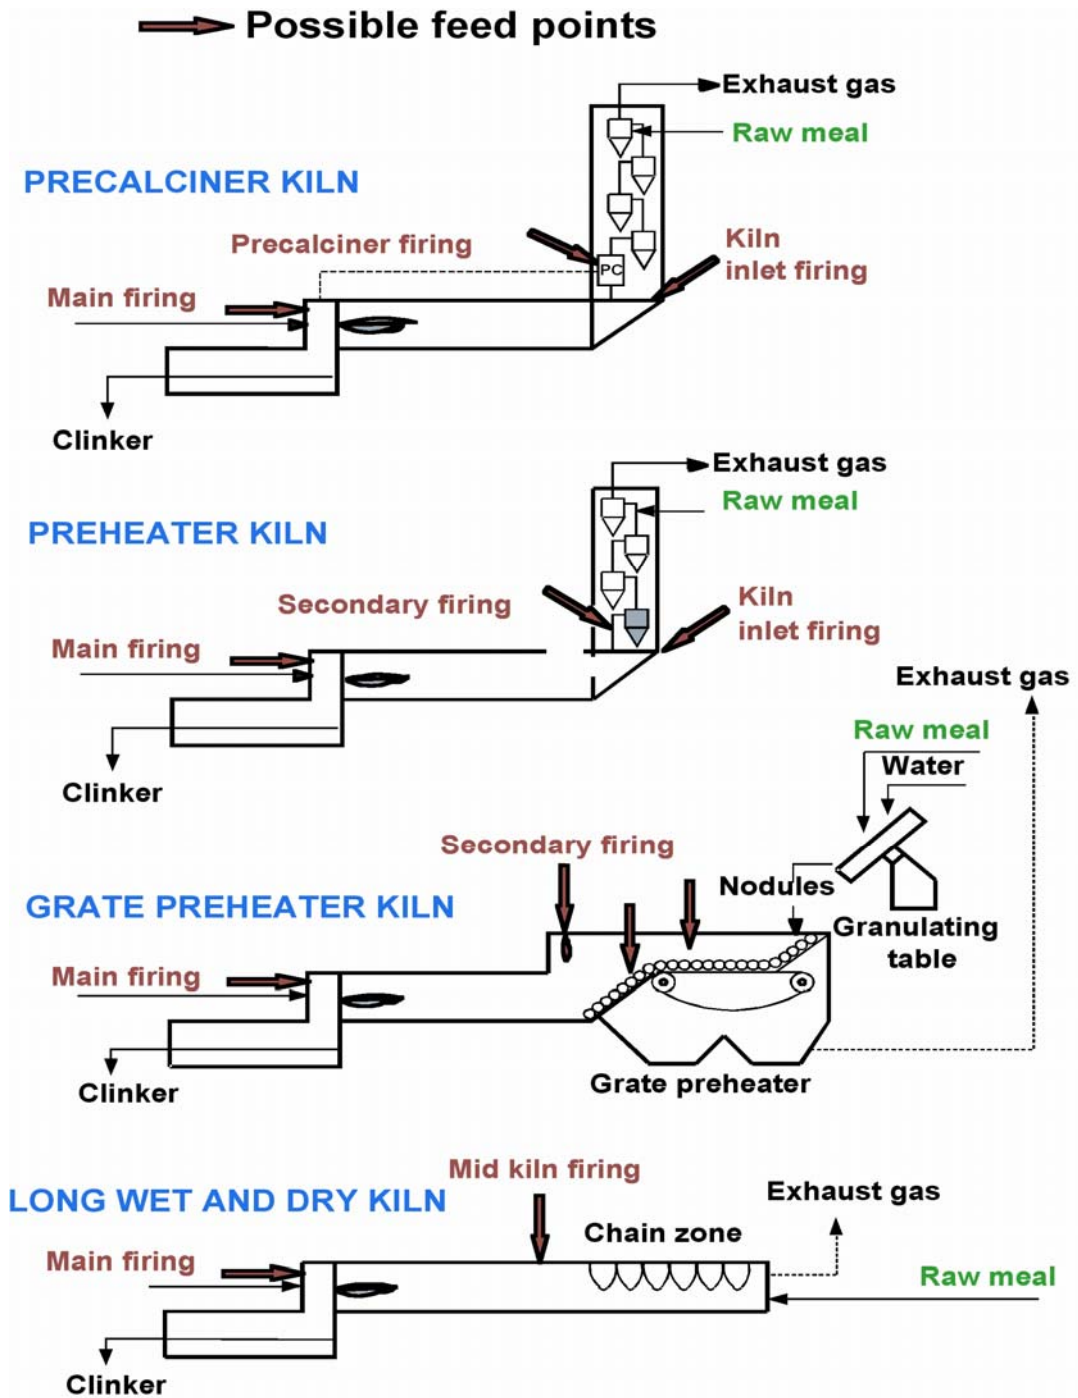 Possible feed points
Exhaust gas
Raw meal
PRECALCINER KILN
Precalciner firing
Kiln
inlet firing
PC
Main firing
Clinker
Exhaust gas
Raw meal
PREHEATER KILN
Secondary firing
Kiln
inlet firing
Main firing
Clinker
Exhaust gas
Raw meal
Water
Secondary firing
Nodules
GRATE PREHEATER KILN
Granulating
table
Main firing
Clinker
Grate preheater
Mid kiln firing
LONG WET AND DRY KILN
Exhaust gas
Chain zone
Main firing
Raw meal
Clinker